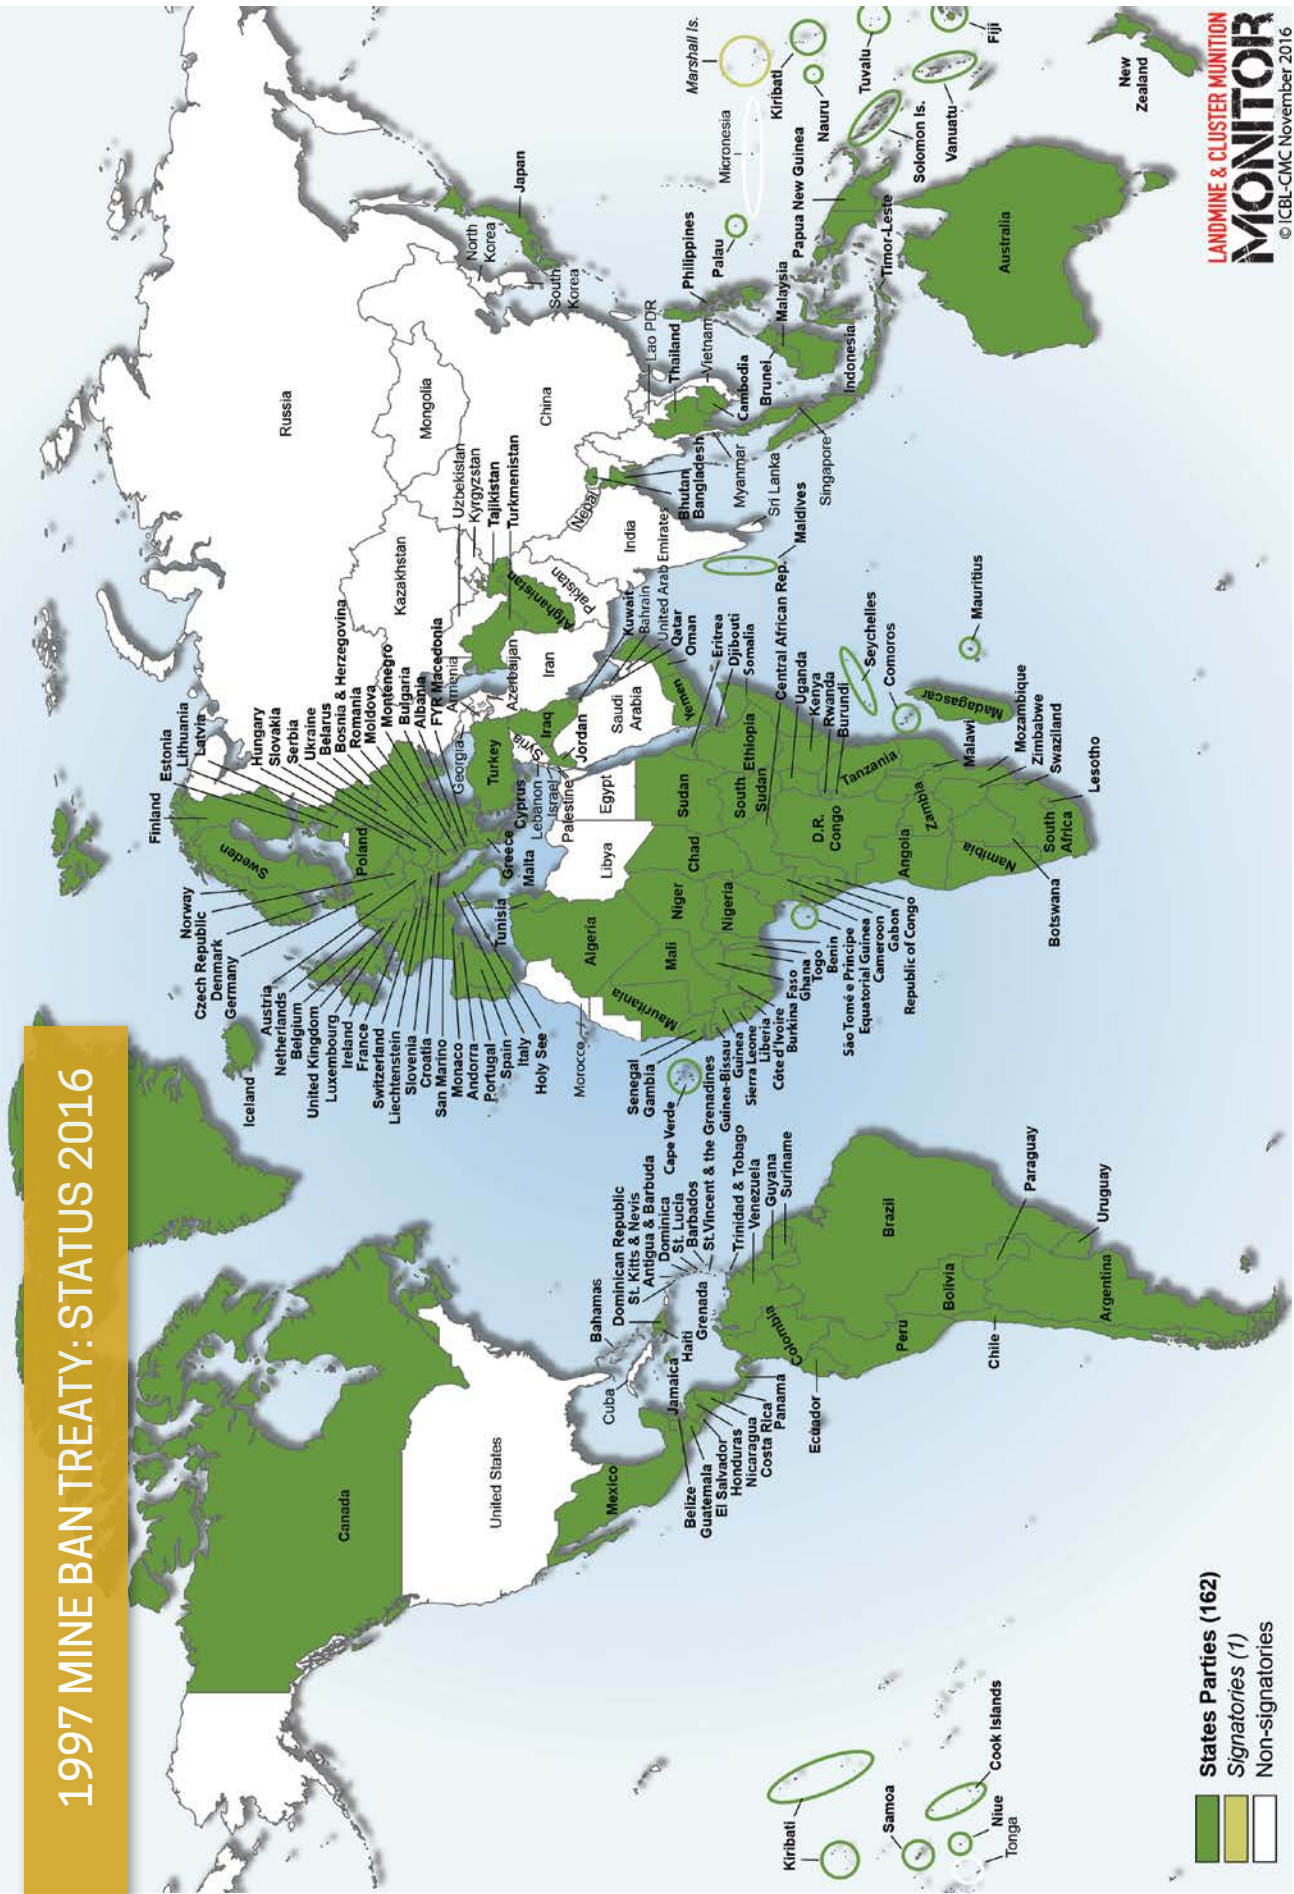 1997 MINE BAN TREATY: STATUS 2016
Canada
United States
Mexico
Cuba
Bahamas
Dominican Republic
St. Kitts & Nevis
Antigua & Barbuda
Dominica
St. Lucia
Barbados
St. Vincent & the Grenadines
Trinidad & Tobago
Venezuela
Guyana
Suriname
Jamaica
Haiti
Grenada
Belize
Guatemala
El Salvador
Honduras
Nicaragua
Costa Rica
Panama
Colombia
Ecuador
Peru
Brazil
Bolivia
Chile
Paraguay
Uruguay
Argentina
Kiribati
Samoa
Cook Islands
Niue
Tonga
Iceland
Norway
Czech Republic
Denmark
Germany
Austria
Netherlands
Belgium
United Kingdom
Luxembourg
Ireland
France
Switzerland
Liechtenstein
Slovenia
Croatia
San Marino
Monaco
Andorra
Portugal
Spain
Italy
Holy See
Finland
Sweden
Poland
Estonia
Lithuania
Latvia
Hungary
Slovakia
Serbia
Ukraine
Belarus
Bosnia & Herzegovina
Romania
Moldova
Montenegro
Bulgaria
Albania
FYR Macedonia
Armenia
Georgia
Azerbaijan
Turkey
Greece
Malta
Cyprus
Lebanon
Israel
Palestine
Syria
Iraq
Jordan
Iran
Saudi
Arabia
Kuwait
Bahrain
United Arab Emirates
Qatar
Oman
Yemen
Russia
Kazakhstan
Mongolia
China
Uzbekistan
Kyrgyzstan
Tajikistan
Turkmenistan
Afghanistan
Pakistan
India
Nepal
Bhutan
Bangladesh
Myanmar
Sri Lanka
Maldives
Singapore
North
Korea
South
Korea
Japan
Lao PDR
Thailand
Vietnam
Cambodia
Brunei
Malaysia
Philippines
Palau
Indonesia
Timor-Leste
Papua New Guinea
Micronesia
Marshall Is.
Kiribati
Nauru
Tuvalu
Solomon Is.
Vanuatu
Fiji
Australia
New
Zealand
Morocco
Tunisia
Algeria
Libya
Egypt
Mauritania
Mali
Niger
Chad
Sudan
Nigeria
South
Sudan
Ethiopia
Eritrea
Djibouti
Somalia
Central African Rep.
Uganda
Kenya
Rwanda
Burundi
Tanzania
D.R.
Congo
Angola
Zambia
Namibia
Malawi
Mozambique
Zimbabwe
Swaziland
Lesotho
South
Africa
Botswana
Madagascar
Comoros
Seychelles
Mauritius
Senegal
Gambia
Cape Verde
Guinea-Bissau
Guinea
Sierra Leone
Liberia
Côte d'Ivoire
Burkina Faso
Ghana
Togo
Benin
São Tomé e Príncipe
Equatorial Guinea
Cameroon
Gabon
Republic of Congo
States Parties (162)
Signatories (1)
Non-signatories
LANDMINE & CLUSTER MUNITION
MONITOR
© ICBL-CMC November 2016